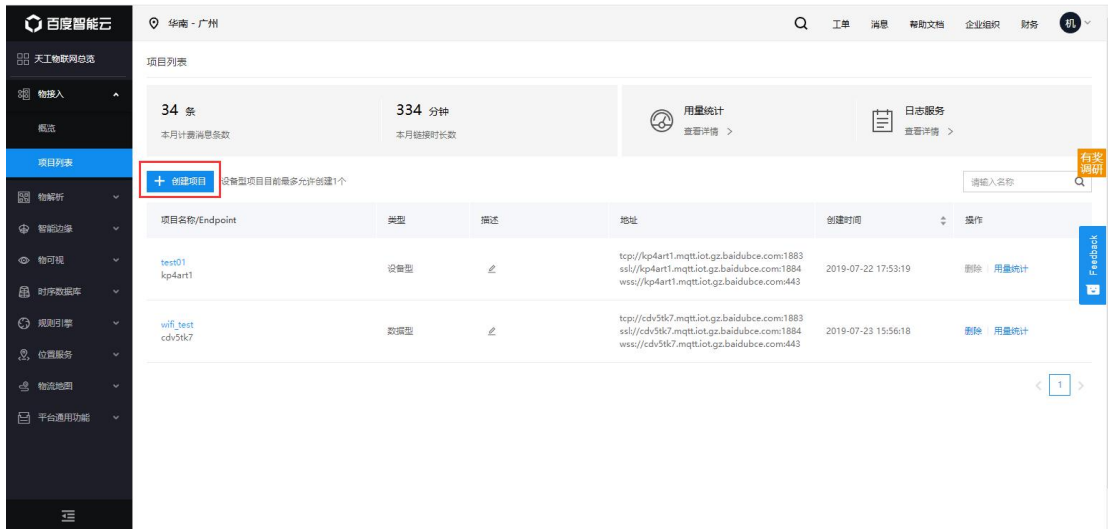 百度智能云
华南 - 广州
工单
消息
帮助文档
企业组织
财务
机
天工物联网总览
物接入
概览
项目列表
物解析
智能边缘
物可视
时序数据库
规则引擎
位置服务
物流地图
平台通用功能
项目列表
34 条
本月计费消息条数
334 分钟
本月链接时长数
用量统计
查看详情 >
日志服务
查看详情 >
+ 创建项目
设备型项目目前最多允许创建1个
请输入名称
有奖
调研
Feedback
项目名称/Endpoint
类型
描述
地址
创建时间
操作
test01
kp4art1
设备型
tcp://kp4art1.mqtt.iot.gz.baidubce.com:1883
ssl://kp4art1.mqtt.iot.gz.baidubce.com:1884
wss://kp4art1.mqtt.iot.gz.baidubce.com:443
2019-07-22 17:53:19
删除
用量统计
wifi_test
cdv5tk7
数据型
tcp://cdv5tk7.mqtt.iot.gz.baidubce.com:1883
ssl://cdv5tk7.mqtt.iot.gz.baidubce.com:1884
wss://cdv5tk7.mqtt.iot.gz.baidubce.com:443
2019-07-23 15:56:18
删除
用量统计
< 1 >